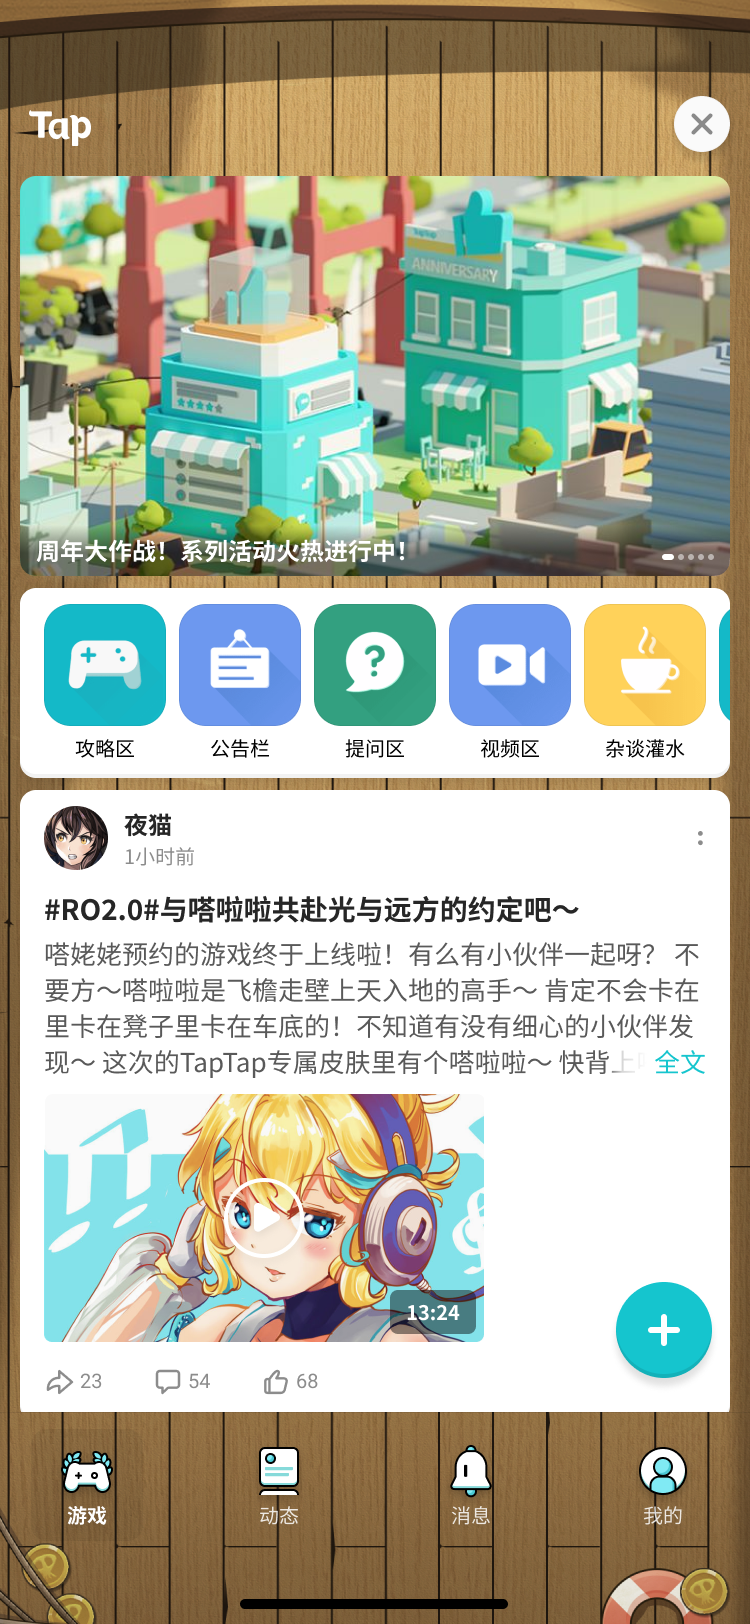 Tap
TapTap
ANNIVERSARY
周年大作战！系列活动火热进行中！
攻略区
公告栏
提问区
视频区
杂谈灌水
夜猫
1小时前
#RO2.0#与嗒啦啦共赴光与远方的约定吧～
嗒姥姥预约的游戏终于上线啦！有么有小伙伴一起呀？ 不
要方～嗒啦啦是飞檐走壁上天入地的高手～ 肯定不会卡在
里卡在凳子里卡在车底的！不知道有没有细心的小伙伴发
现～ 这次的TapTap专属皮肤里有个嗒啦啦～ 快背上 全文
13:24
23
54
68
游戏
动态
消息
我的